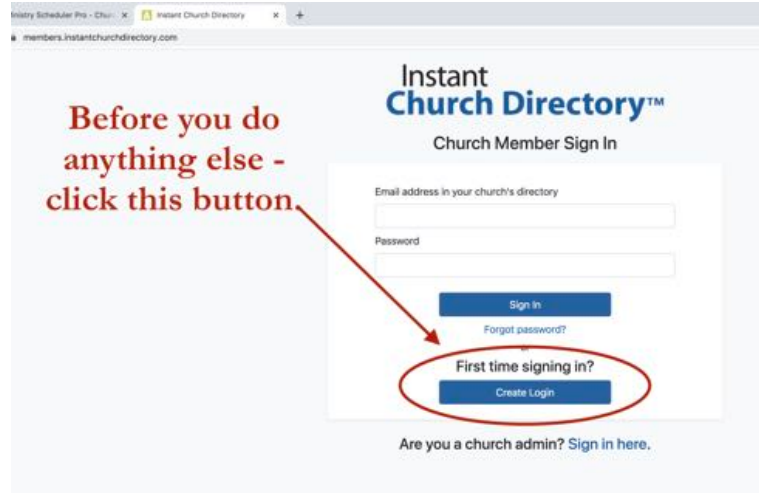 nistry Scheduler Pro - Chur
Instant Church Directory
members.instantchurchdirectory.com
Instant
Church Directory™
Church Member Sign In
Before you do
anything else -
click this button.
Email address in your church's directory
Password
Sign In
Forgot password?
First time signing in?
Create Login
Are you a church admin? Sign in here.